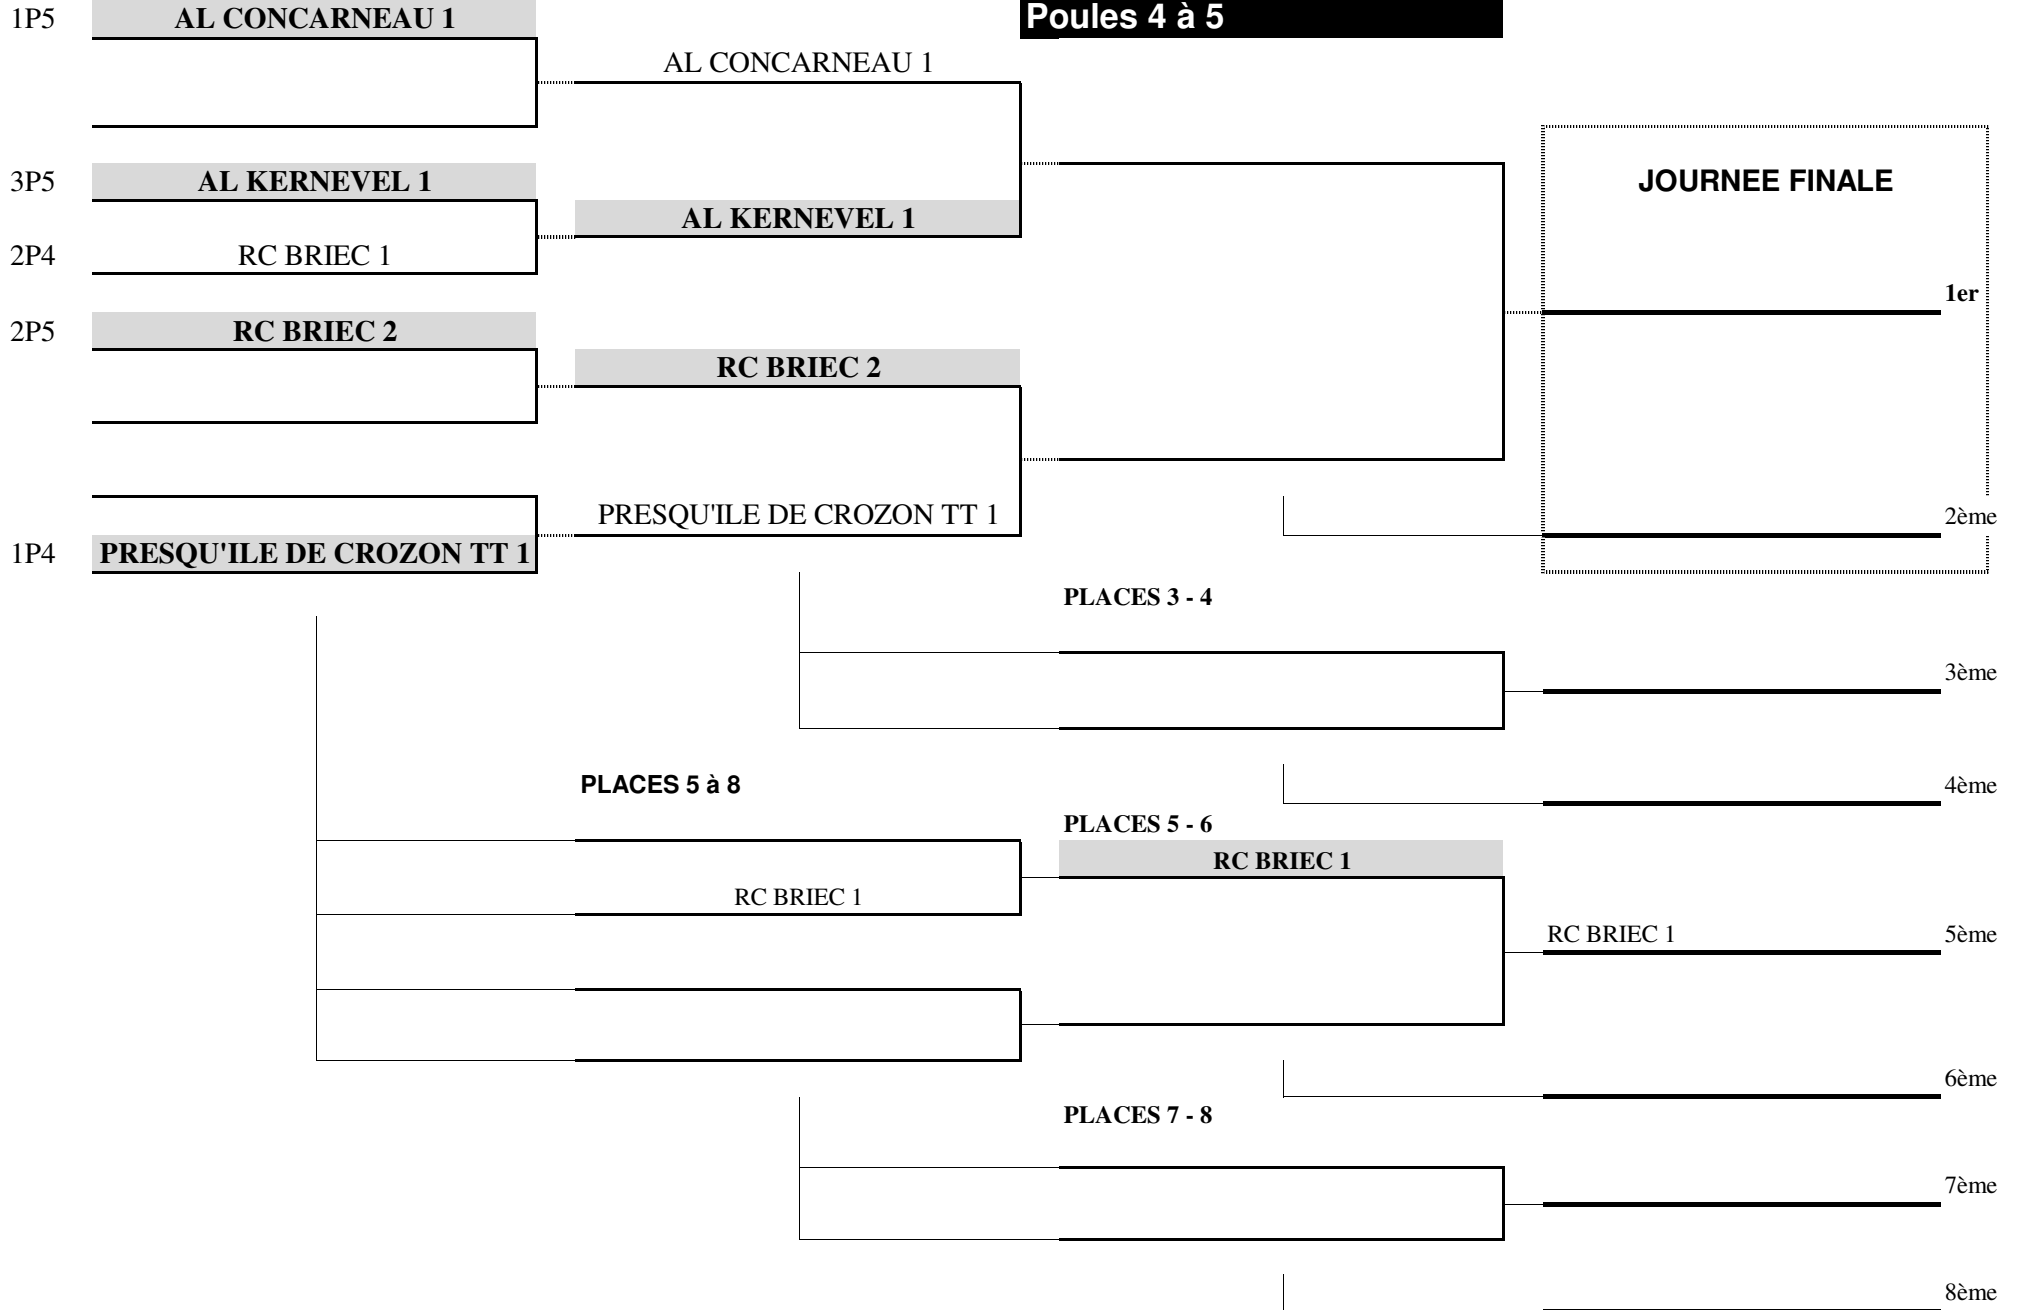 1P5 AL CONCARNEAU 1 Poules 4 à 5
AL CONCARNEAU 1
3P5 AL KERNEVEL 1 JOURNEE FINALE
AL KERNEVEL 1
2P4 RC BRIEC 1
1er
2P5 RC BRIEC 2
RC BRIEC 2
PRESQU'ILE DE CROZON TT 1 2ème
1P4 PRESQU'ILE DE CROZON TT 1
PLACES 3 - 4
3ème
PLACES 5 à 8 4ème
PLACES 5 - 6
RC BRIEC 1
RC BRIEC 1
RC BRIEC 1 5ème
6ème
PLACES 7 - 8
7ème
8ème